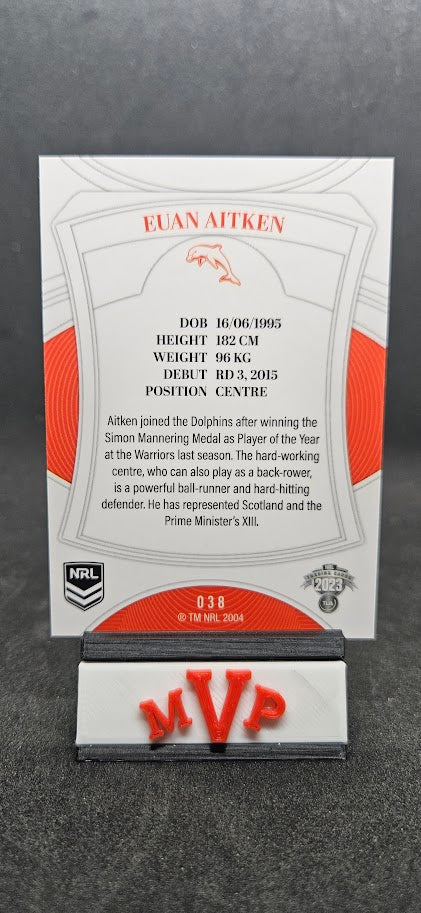 EUAN AITKEN
DOB 16/06/1995
HEIGHT 182 CM
WEIGHT 96 KG
DEBUT RD 3, 2015
POSITION CENTRE
Aitken joined the Dolphins after winning the
Simon Mannering Medal as Player of the Year
at the Warriors last season. The hard-working
centre, who can also play as a back-rower,
is a powerful ball-runner and hard-hitting
defender. He has represented Scotland and the
Prime Minister's XIII.
NRL
TRADING CARDS
2023
TLA
038
© TM NRL 2004
MVP